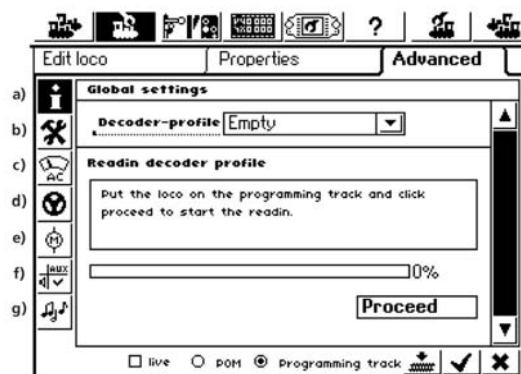 ?
Edit loco Properties Advanced
a) i Global settings
b) Decoder-profile Empty
c) AC Readin decoder profile
d) Put the loco on the programming track and click
proceed to start the readin.
e) M
f) AUX 0%
g) Proceed
live POM Programming track